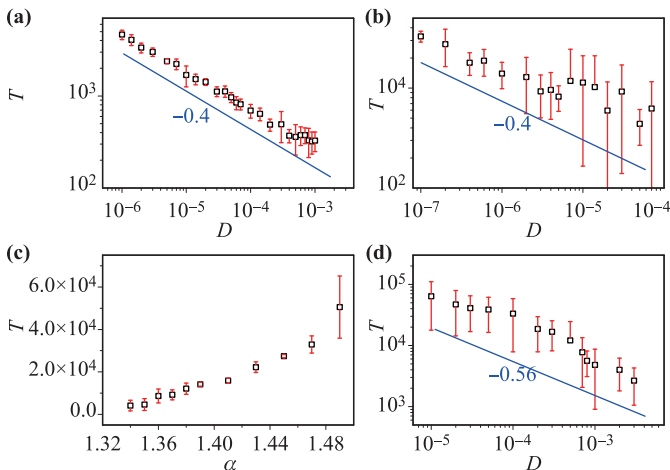 (a)
T
10³
10²
−0.4
10⁻⁶
10⁻⁵
10⁻⁴
10⁻³
D
(b)
T
10⁴
10²
−0.4
10⁻⁷
10⁻⁶
10⁻⁵
10⁻⁴
D
(c)
T
6.0×10⁴
4.0×10⁴
2.0×10⁴
0.0
1.32
1.36
1.40
1.44
1.48
α
(d)
T
10⁵
10⁴
10³
−0.56
10⁻⁵
10⁻⁴
10⁻³
D